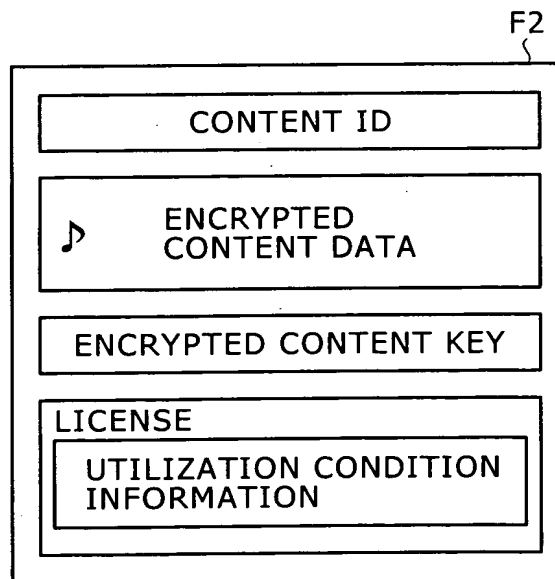 F2
CONTENT ID
ENCRYPTED
CONTENT DATA
ENCRYPTED CONTENT KEY
LICENSE
UTILIZATION CONDITION
INFORMATION